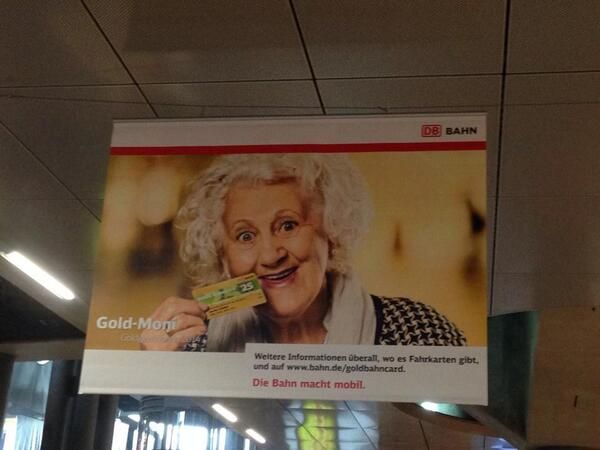 DB BAHN
25
Gold-Moni
Weitere Informationen überall, wo es Fahrkarten gibt,
und auf www.bahn.de/goldbahncard.
Die Bahn macht mobil.